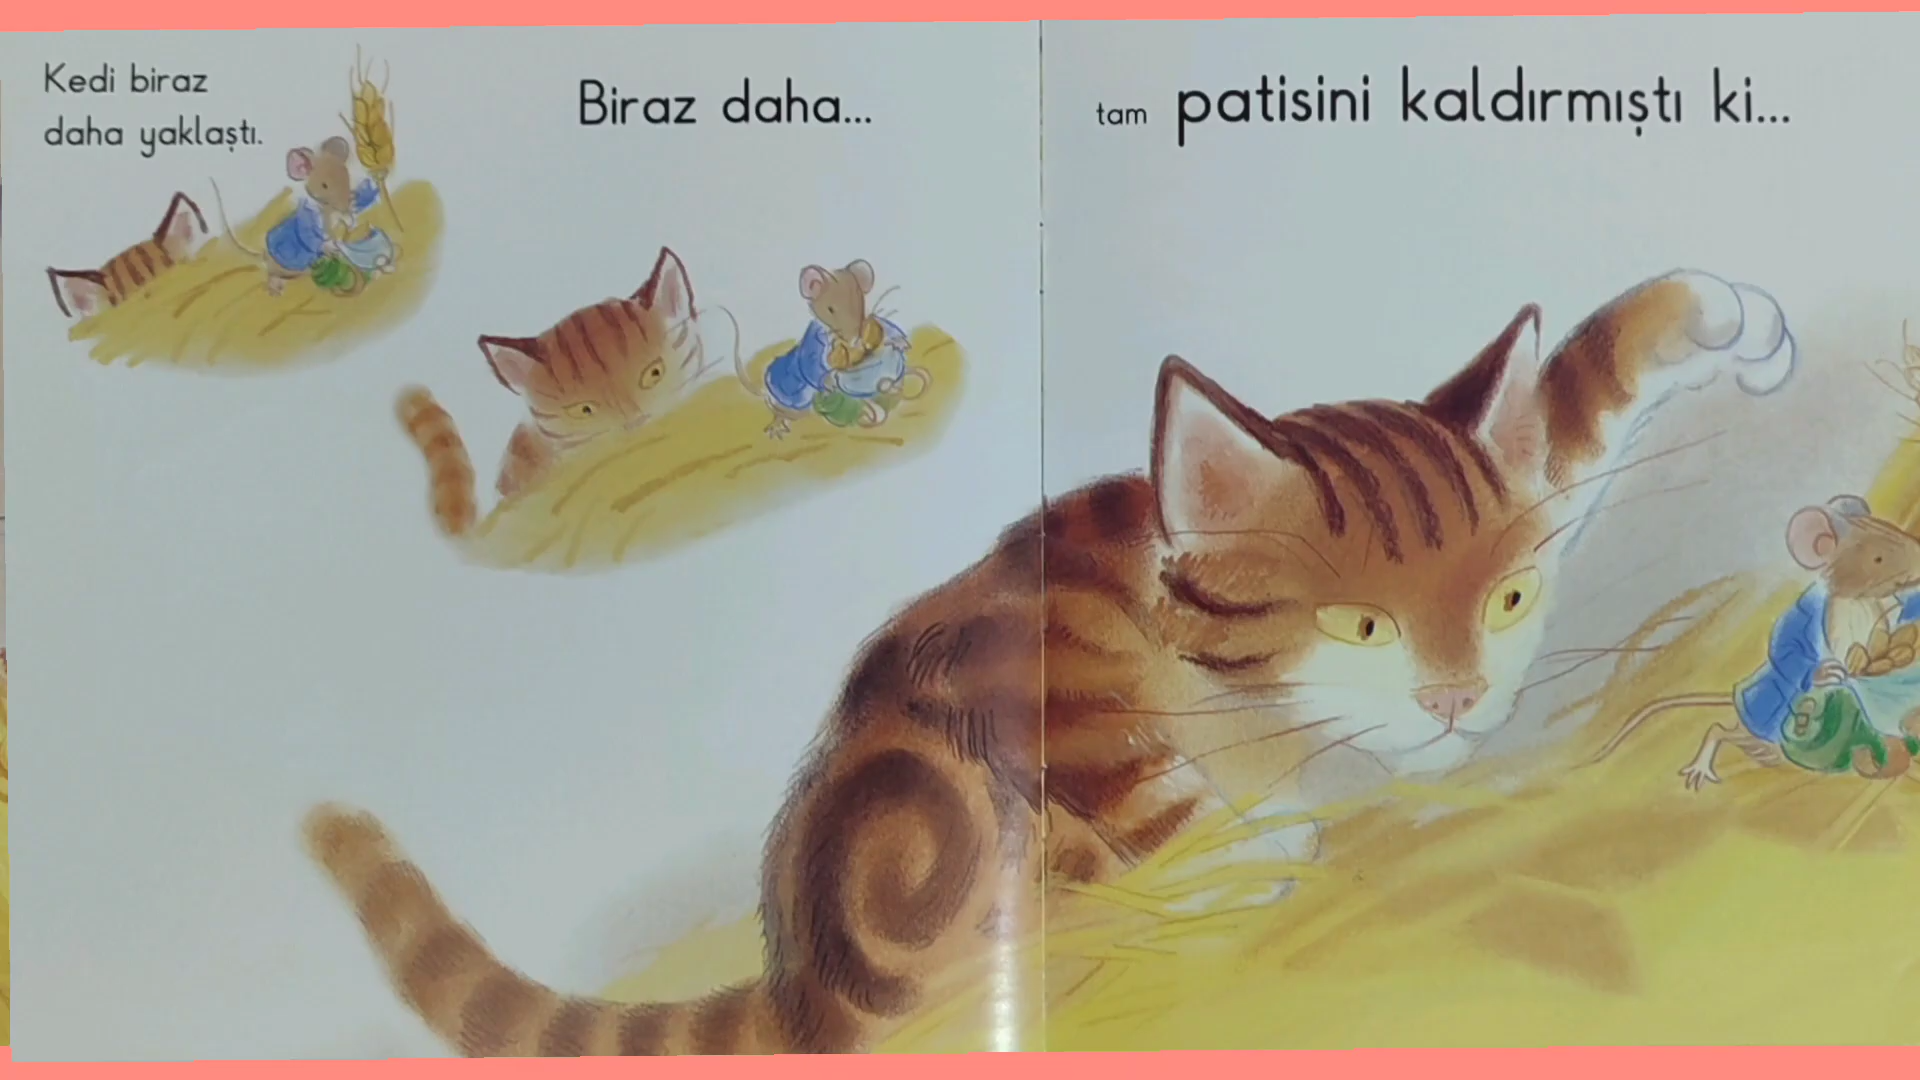 Kedi biraz
daha yaklaştı.
Biraz daha...
tam patisini kaldırmıştı ki...